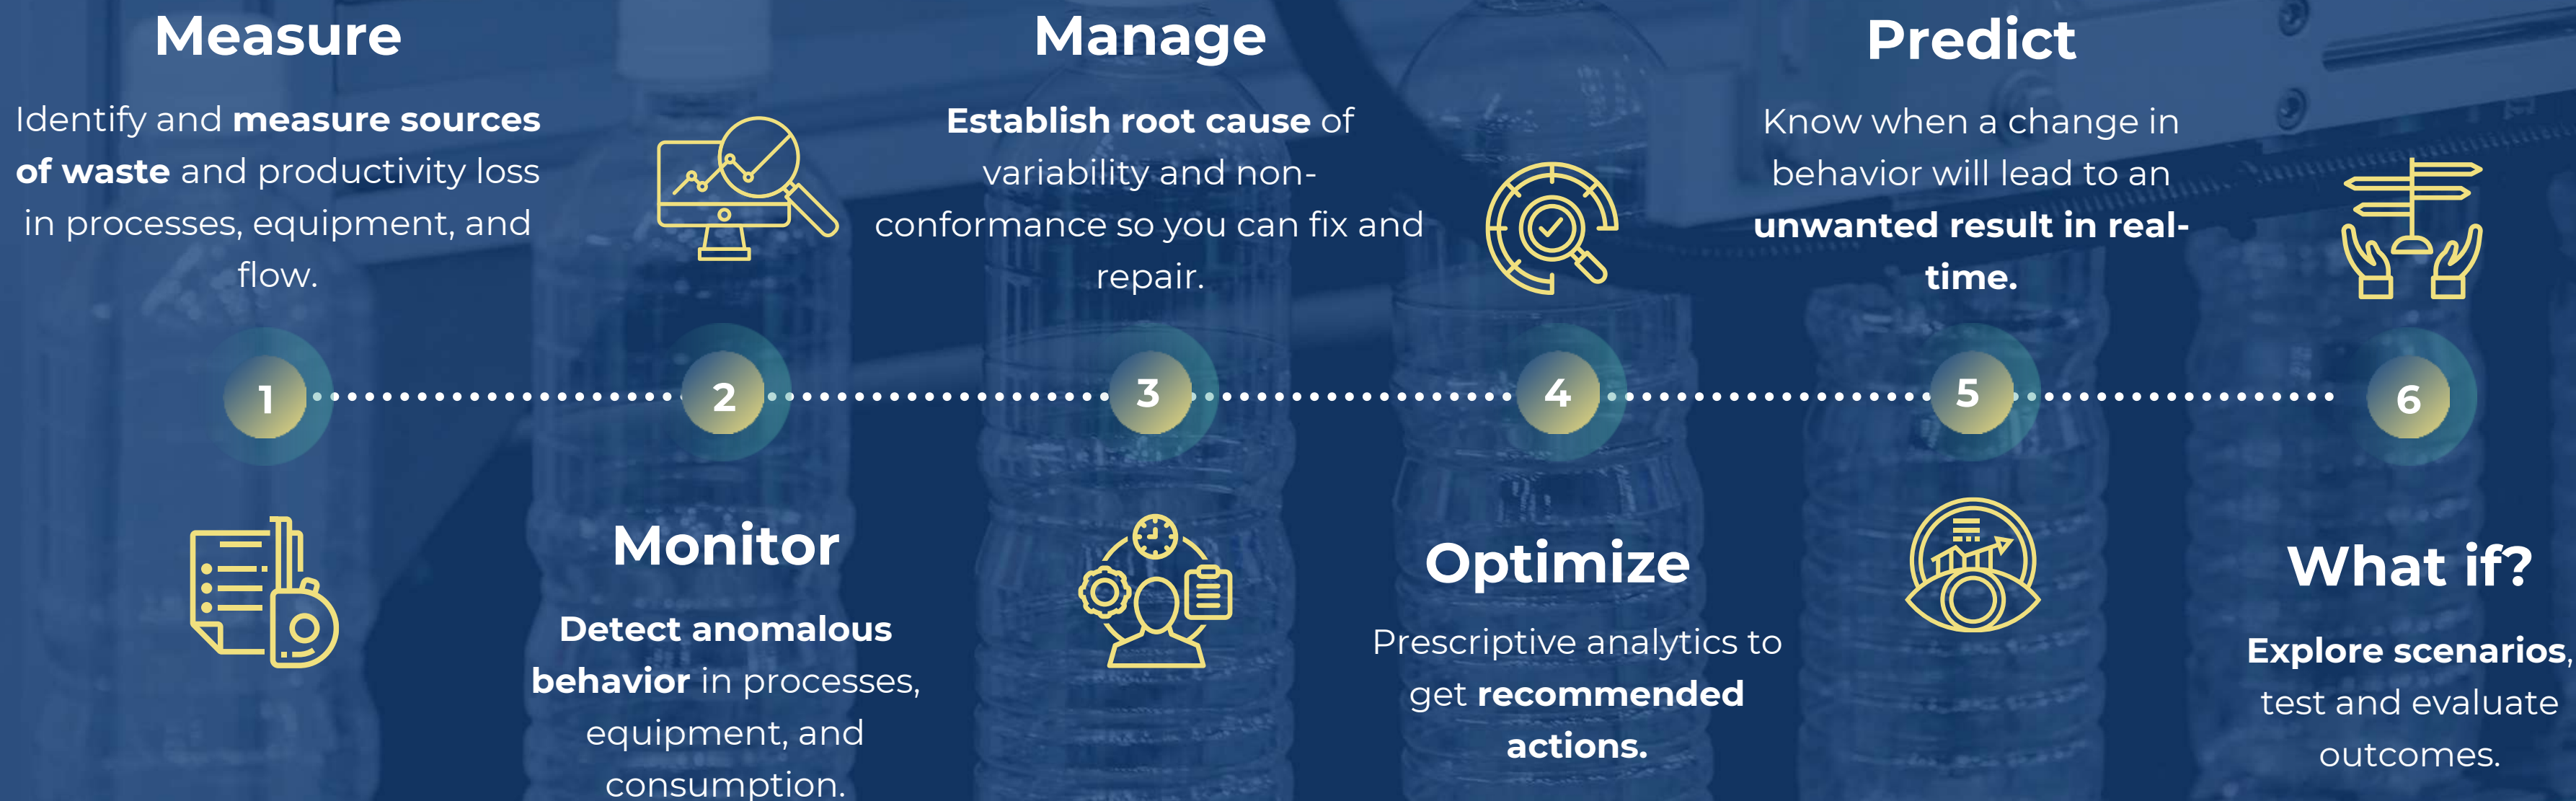 Measure
Identify and measure sources
of waste and productivity loss
in processes, equipment, and
flow.
1
2
Monitor
Detect anomalous
behavior in processes,
equipment, and
consumption.
Manage
Establish root cause of
variability and non-
conformance so you can fix and
repair.
3
4
Optimize
Prescriptive analytics to
get recommended
actions.
Predict
Know when a change in
behavior will lead to an
unwanted result in real-
time.
5
6
What if?
Explore scenarios,
test and evaluate
outcomes.